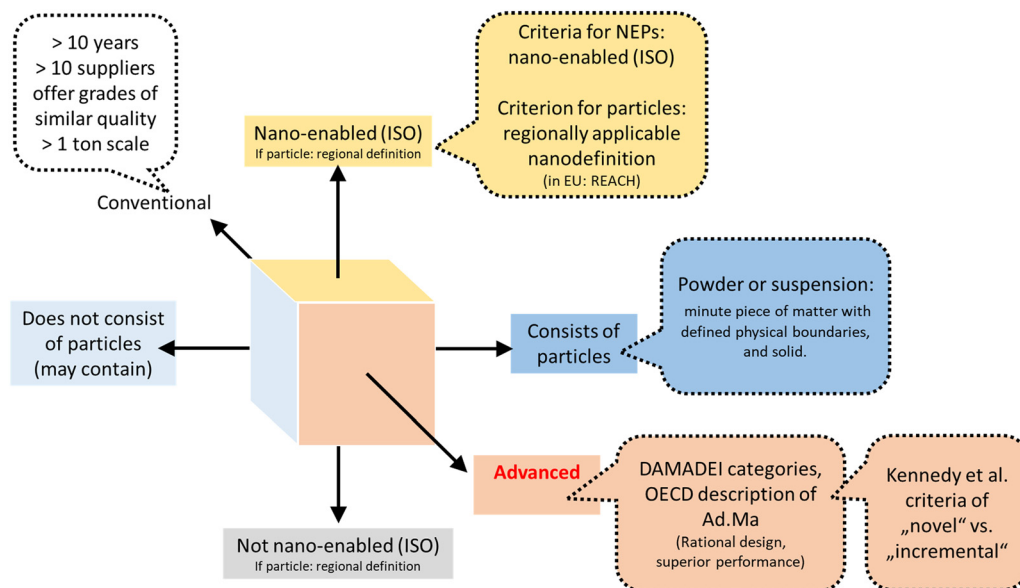 > 10 years
> 10 suppliers
offer grades of
similar quality
> 1 ton scale
Conventional
Nano-enabled (ISO)
If particle: regional definition
Criteria for NEPs:
nano-enabled (ISO)
Criterion for particles:
regionally applicable
nanodefinition
(in EU: REACH)
Does not consist
of particles
(may contain)
Consists of
particles
Powder or suspension:
minute piece of matter with
defined physical boundaries,
and solid.
Advanced
DAMADEI categories,
OECD description of
Ad.Ma
(Rational design,
superior performance)
Kennedy et al.
criteria of
„novel“ vs.
„incremental“
Not nano-enabled (ISO)
If particle: regional definition